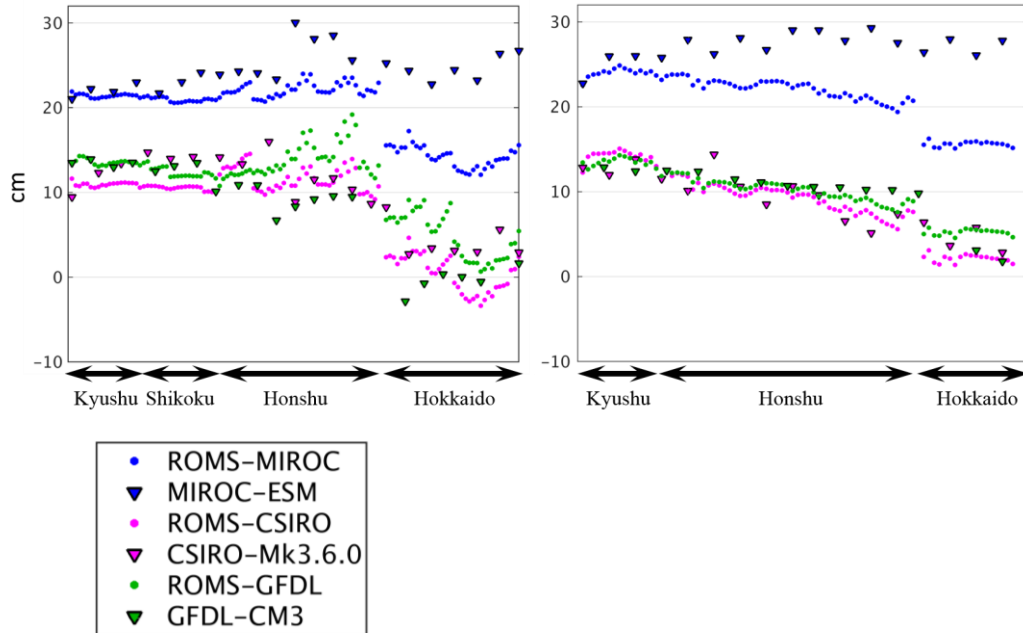 30
20
10
0
-10
cm
Kyushu Shikoku Honshu Hokkaido
30
20
10
0
-10
Kyushu Honshu Hokkaido
ROMS-MIROC
MIROC-ESM
ROMS-CSIRO
CSIRO-Mk3.6.0
ROMS-GFDL
GFDL-CM3